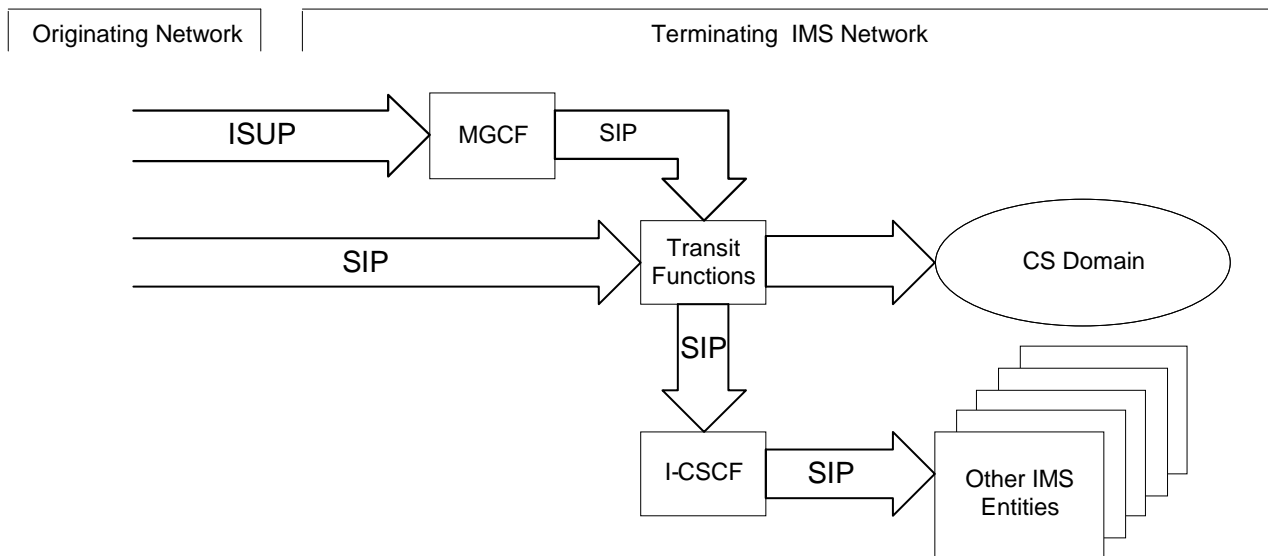 Originating Network
Terminating IMS Network
ISUP
MGCF
SIP
SIP
Transit
Functions
CS Domain
SIP
I-CSCF
SIP
Other IMS
Entities